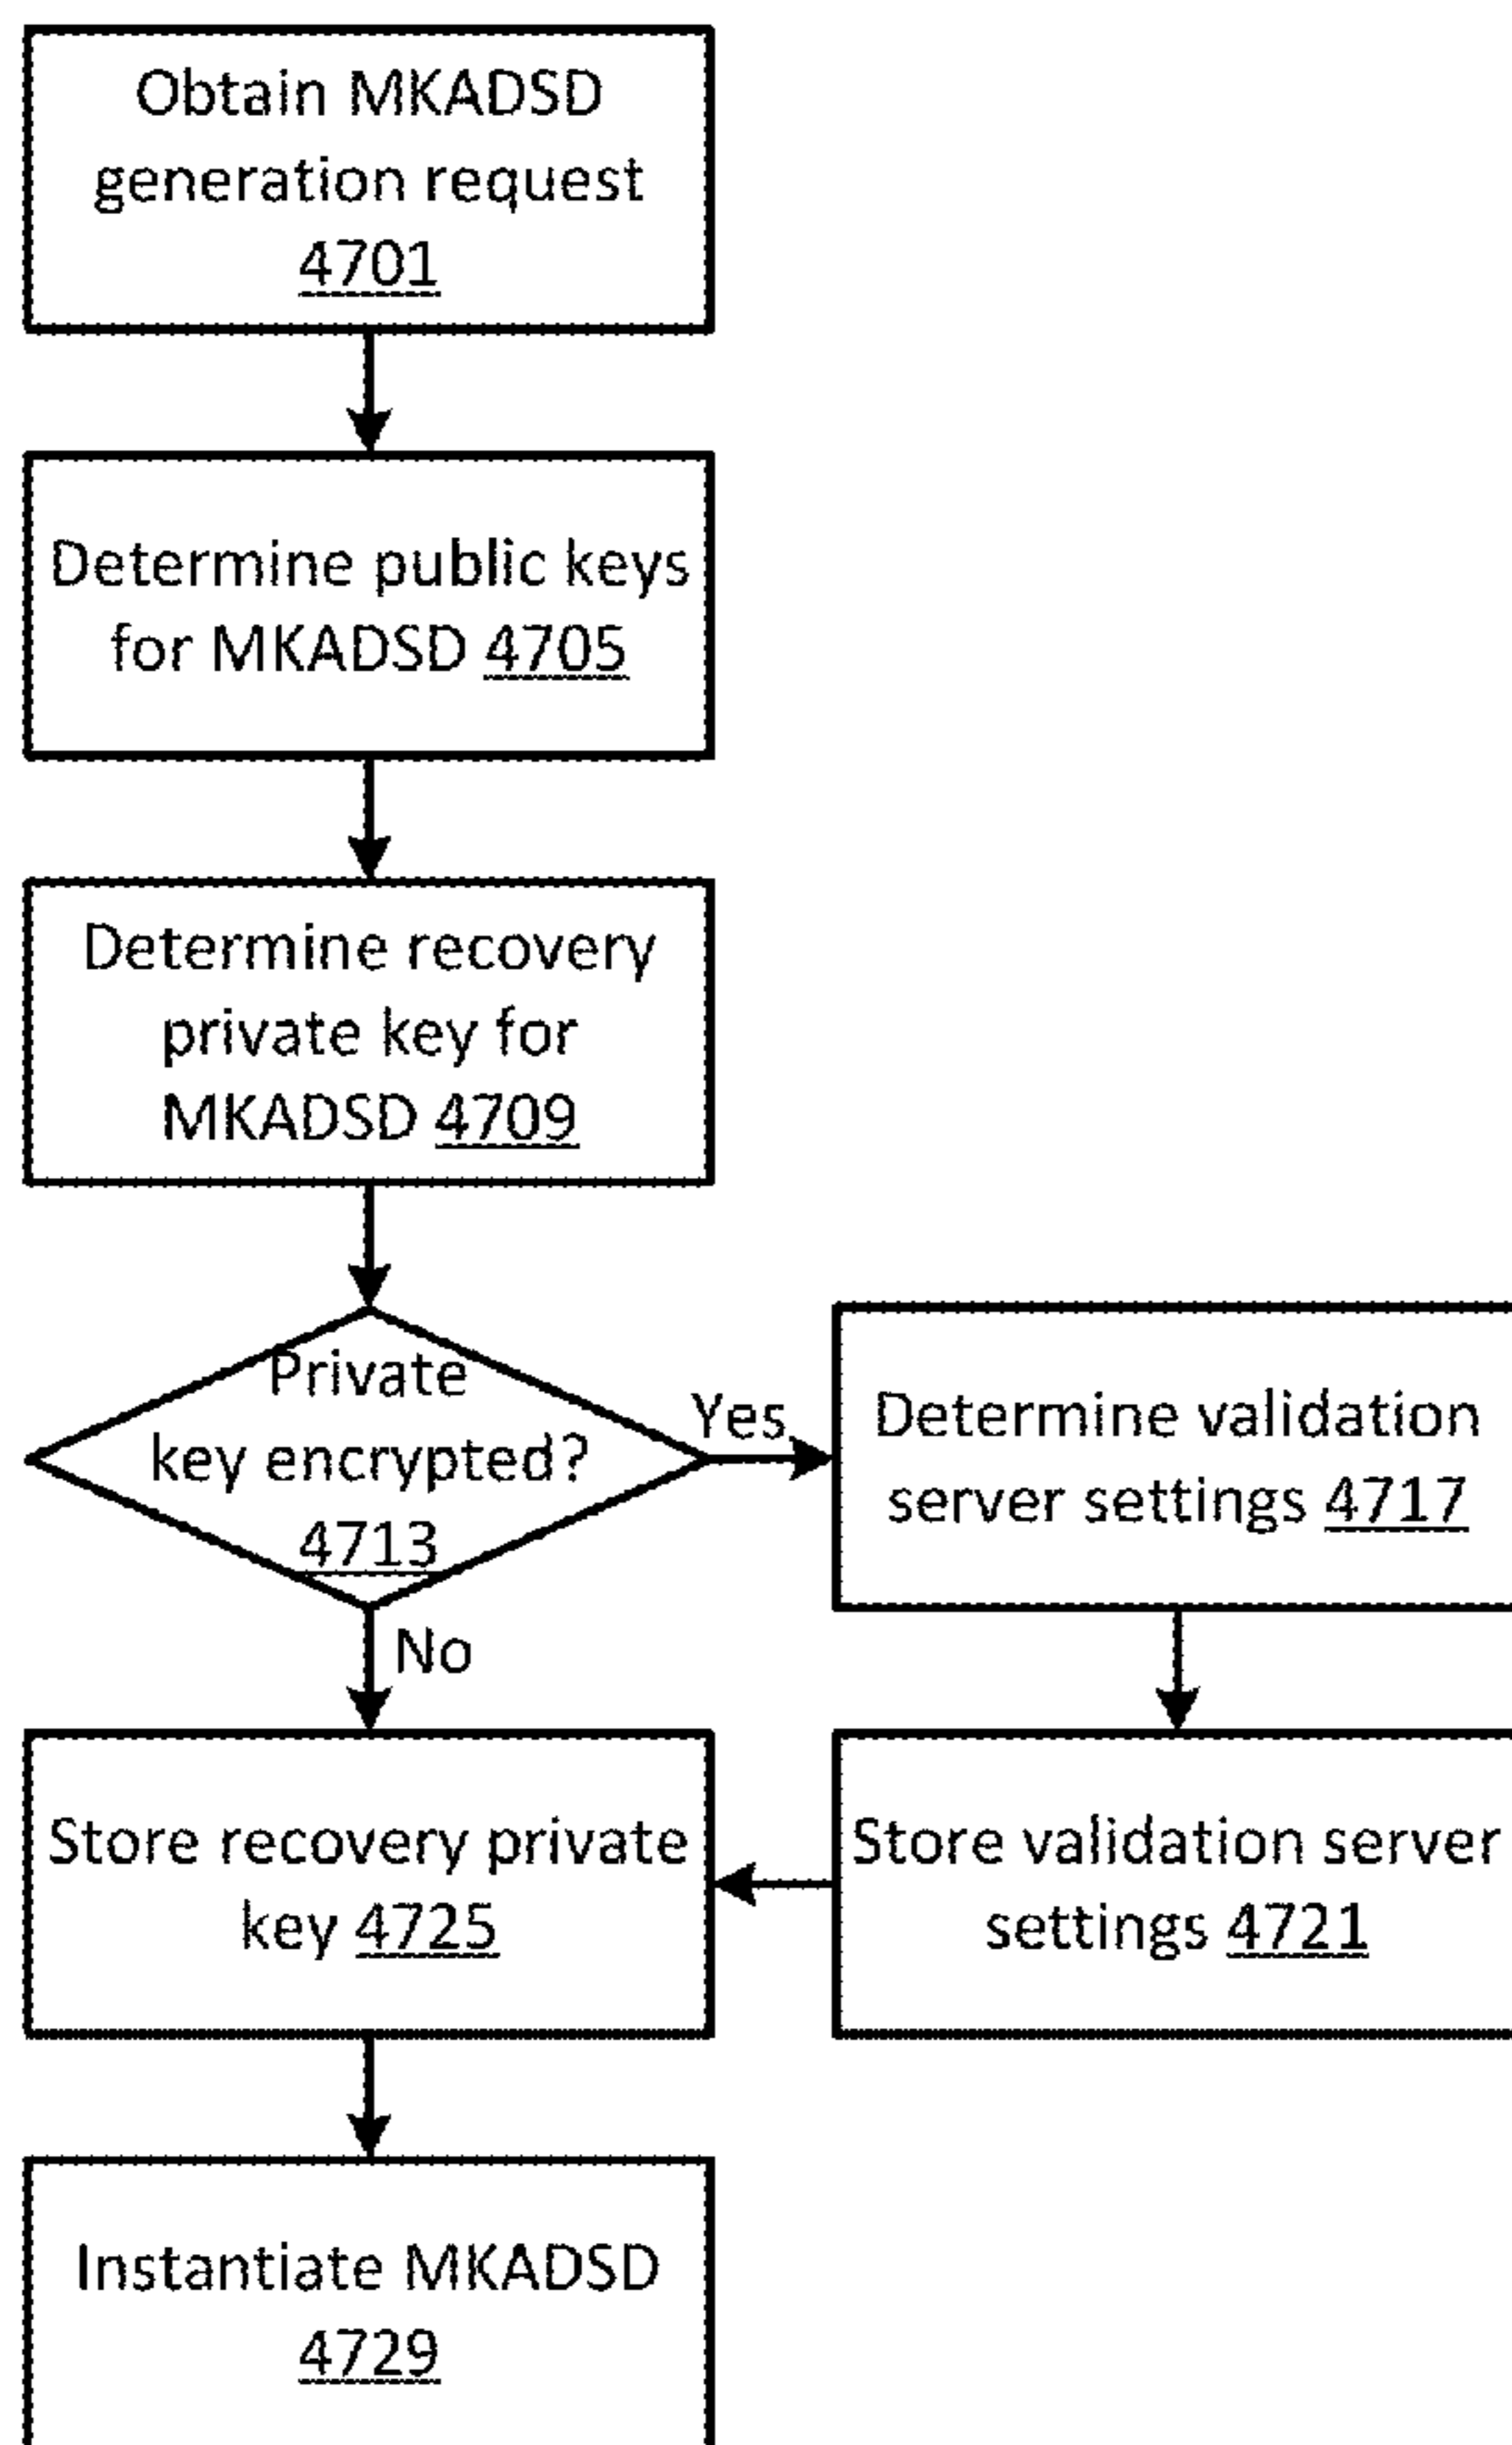 Obtain MKADSD
generation request
4701
Determine public keys
for MKADSD 4705
Determine recovery
private key for
MKADSD 4709
Private
key encrypted?
4713
Yes
Determine validation
server settings 4717
No
Store recovery private
key 4725
Store validation server
settings 4721
Instantiate MKADSD
4729